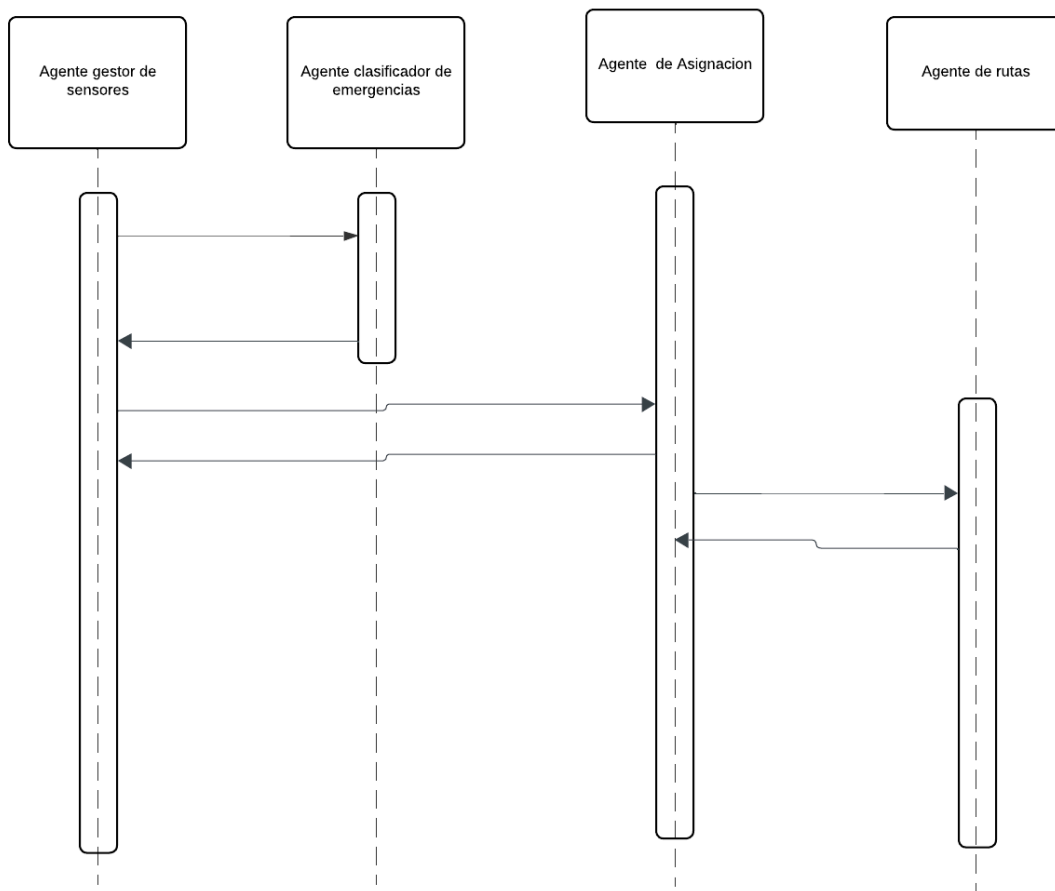 Agente gestor de
sensores
Agente clasificador de
emergencias
Agente  de Asignacion
Agente de rutas